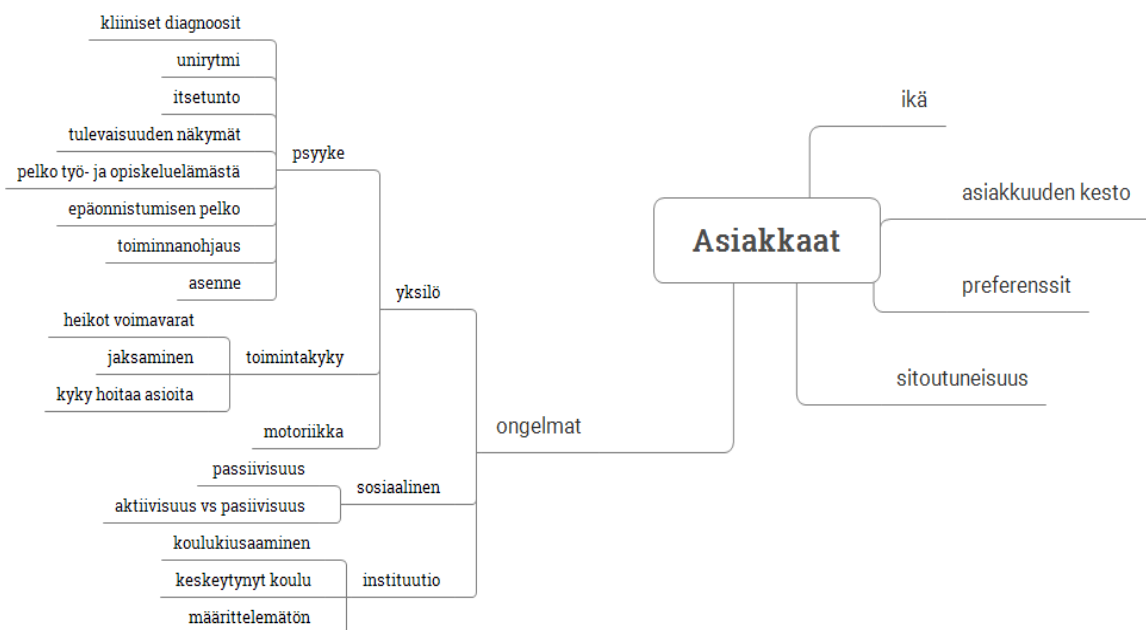 kliiniset diagnoosit
unirytmi
itsetunto
tulevaisuuden näkymät
pelko työ- ja opiskeluelämästä
epäonnistumisen pelko
toiminnanohjaus
asenne
psyyke
heikot voimavarat
jaksaminen
kyky hoitaa asioita
toimintakyky
motoriikka
yksilö
passiivisuus
aktiivisuus vs pasiivisuus
sosiaalinen
koulukiusaaminen
keskeytynyt koulu
määrittelemätön
instituutio
ongelmat
Asiakkaat
ikä
asiakkuuden kesto
preferenssit
sitoutuneisuus